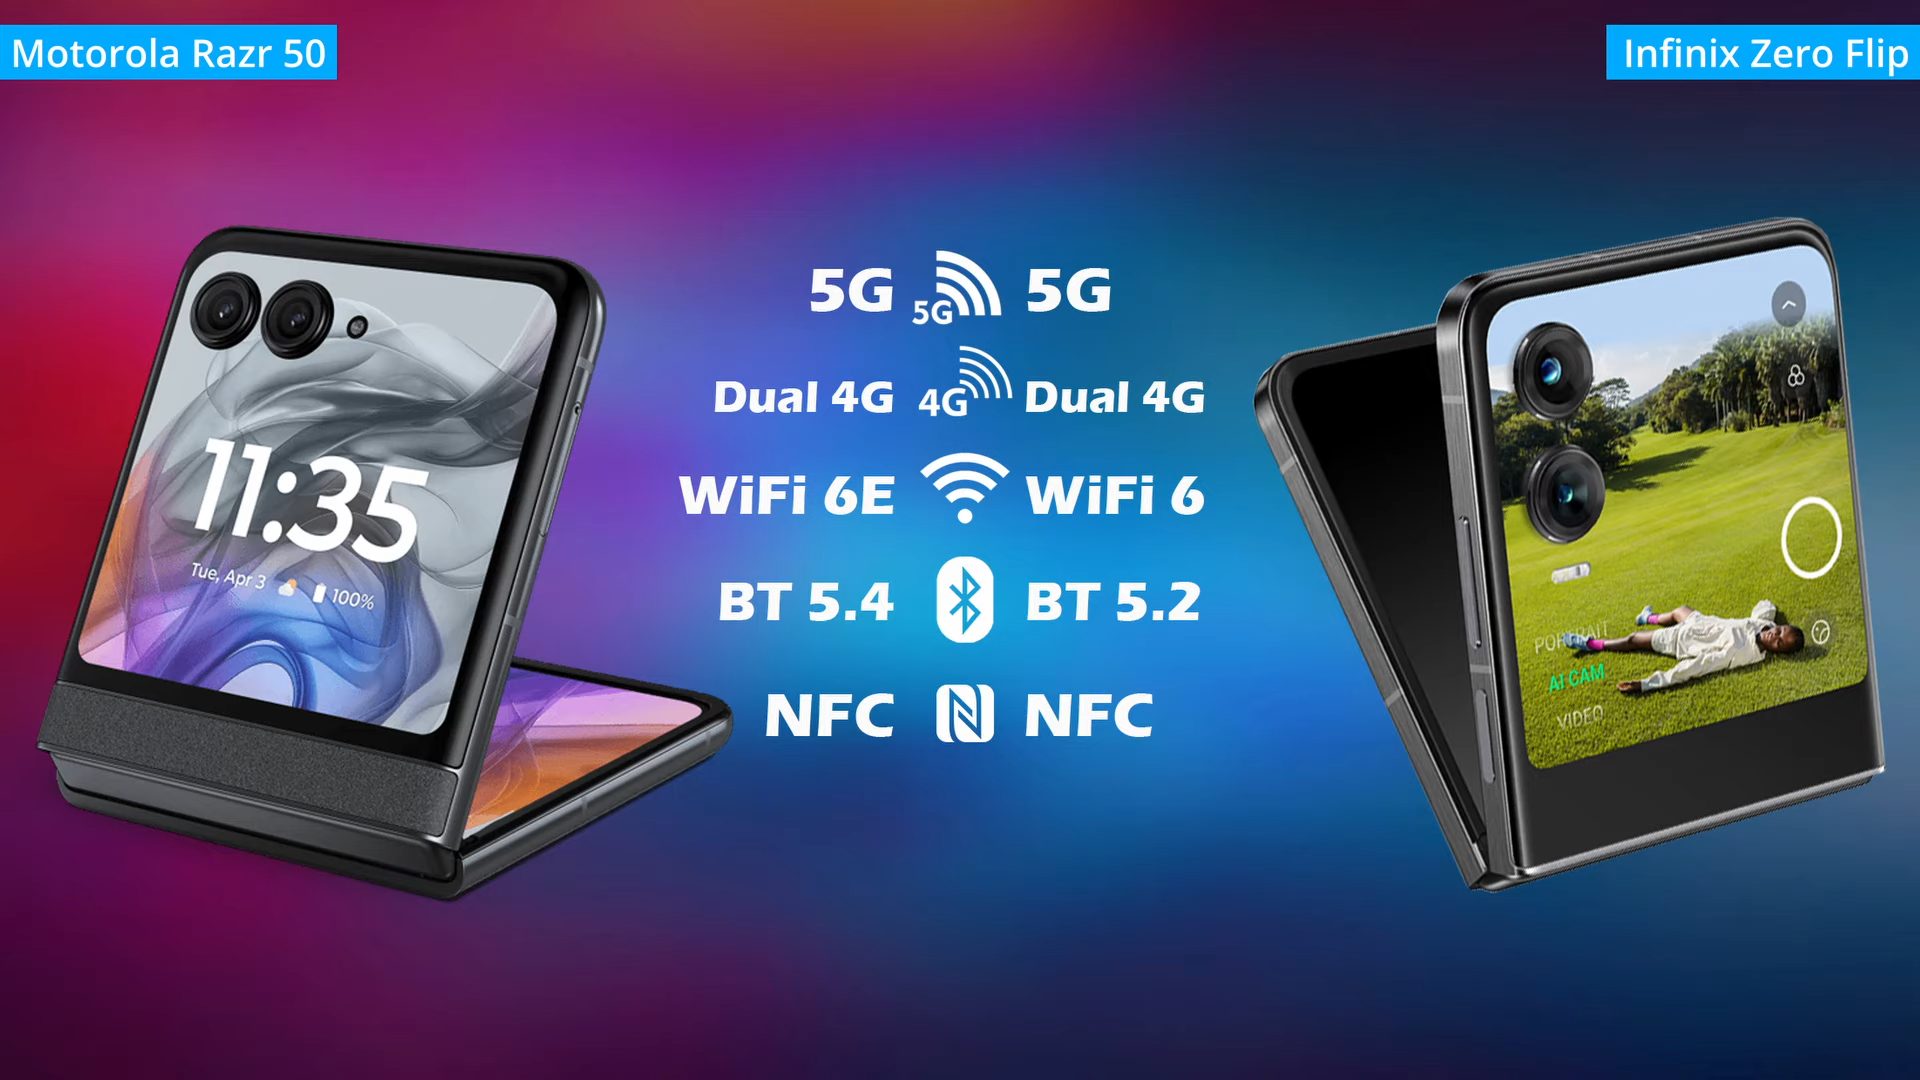 Motorola Razr 50
Infinix Zero Flip
5G 5G 5G
Dual 4G 4G Dual 4G
WiFi 6E WiFi 6
BT 5.4 BT 5.2
NFC NFC
11:35
Tue, Apr 3 100%
PORTRAIT
AI CAM
VIDEO